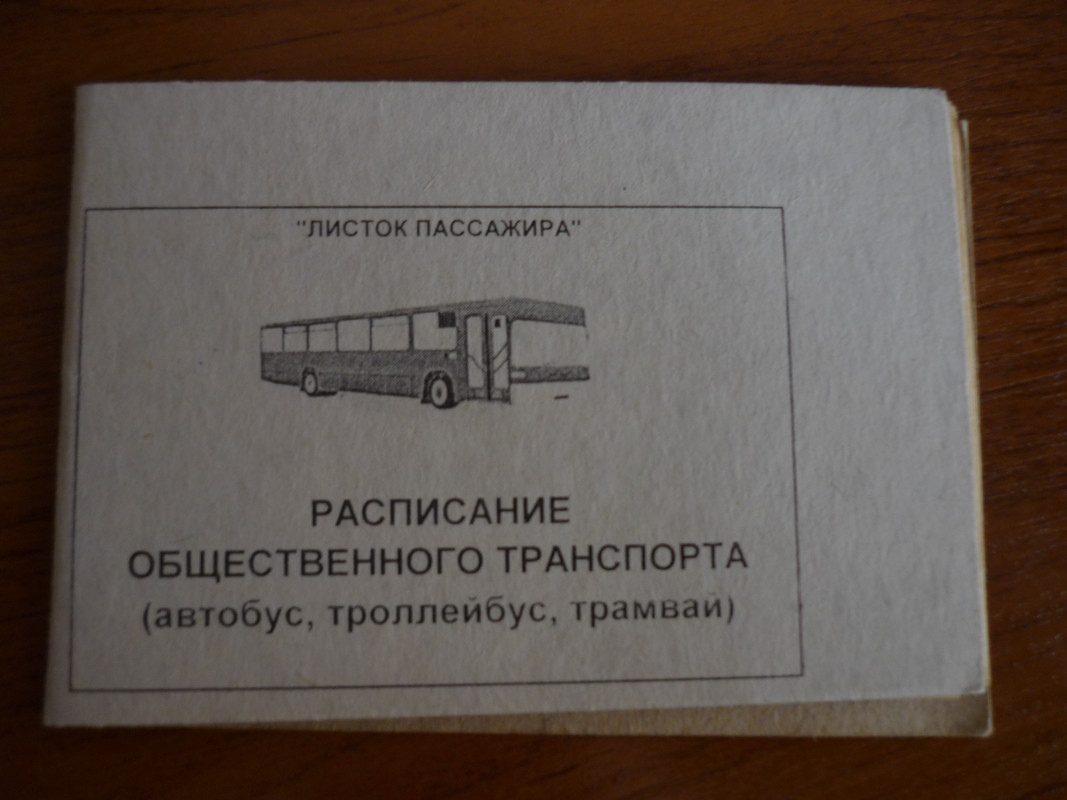 "ЛИСТОК ПАССАЖИРА"
РАСПИСАНИЕ
ОБЩЕСТВЕННОГО ТРАНСПОРТА
(автобус, троллейбус, трамвай)